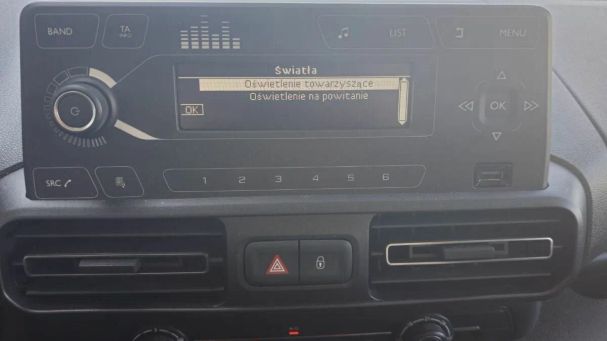 BAND
TA
INFO
LIST
MENU
Światła
Oświetlenie towarzyszące
Oświetlenie na powitanie
OK
OK
SRC
1 2 3 4 5 6